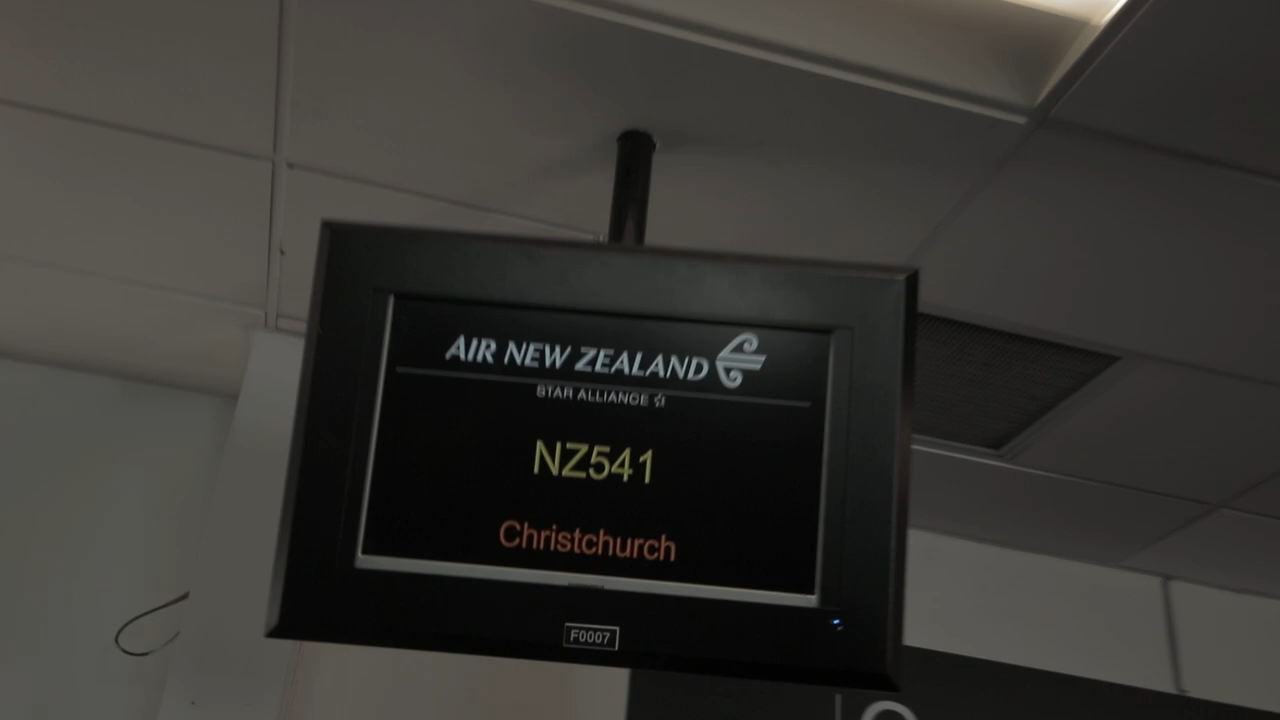 AIR NEW ZEALAND
STAR ALLIANCE
NZ541
Christchurch
F0007